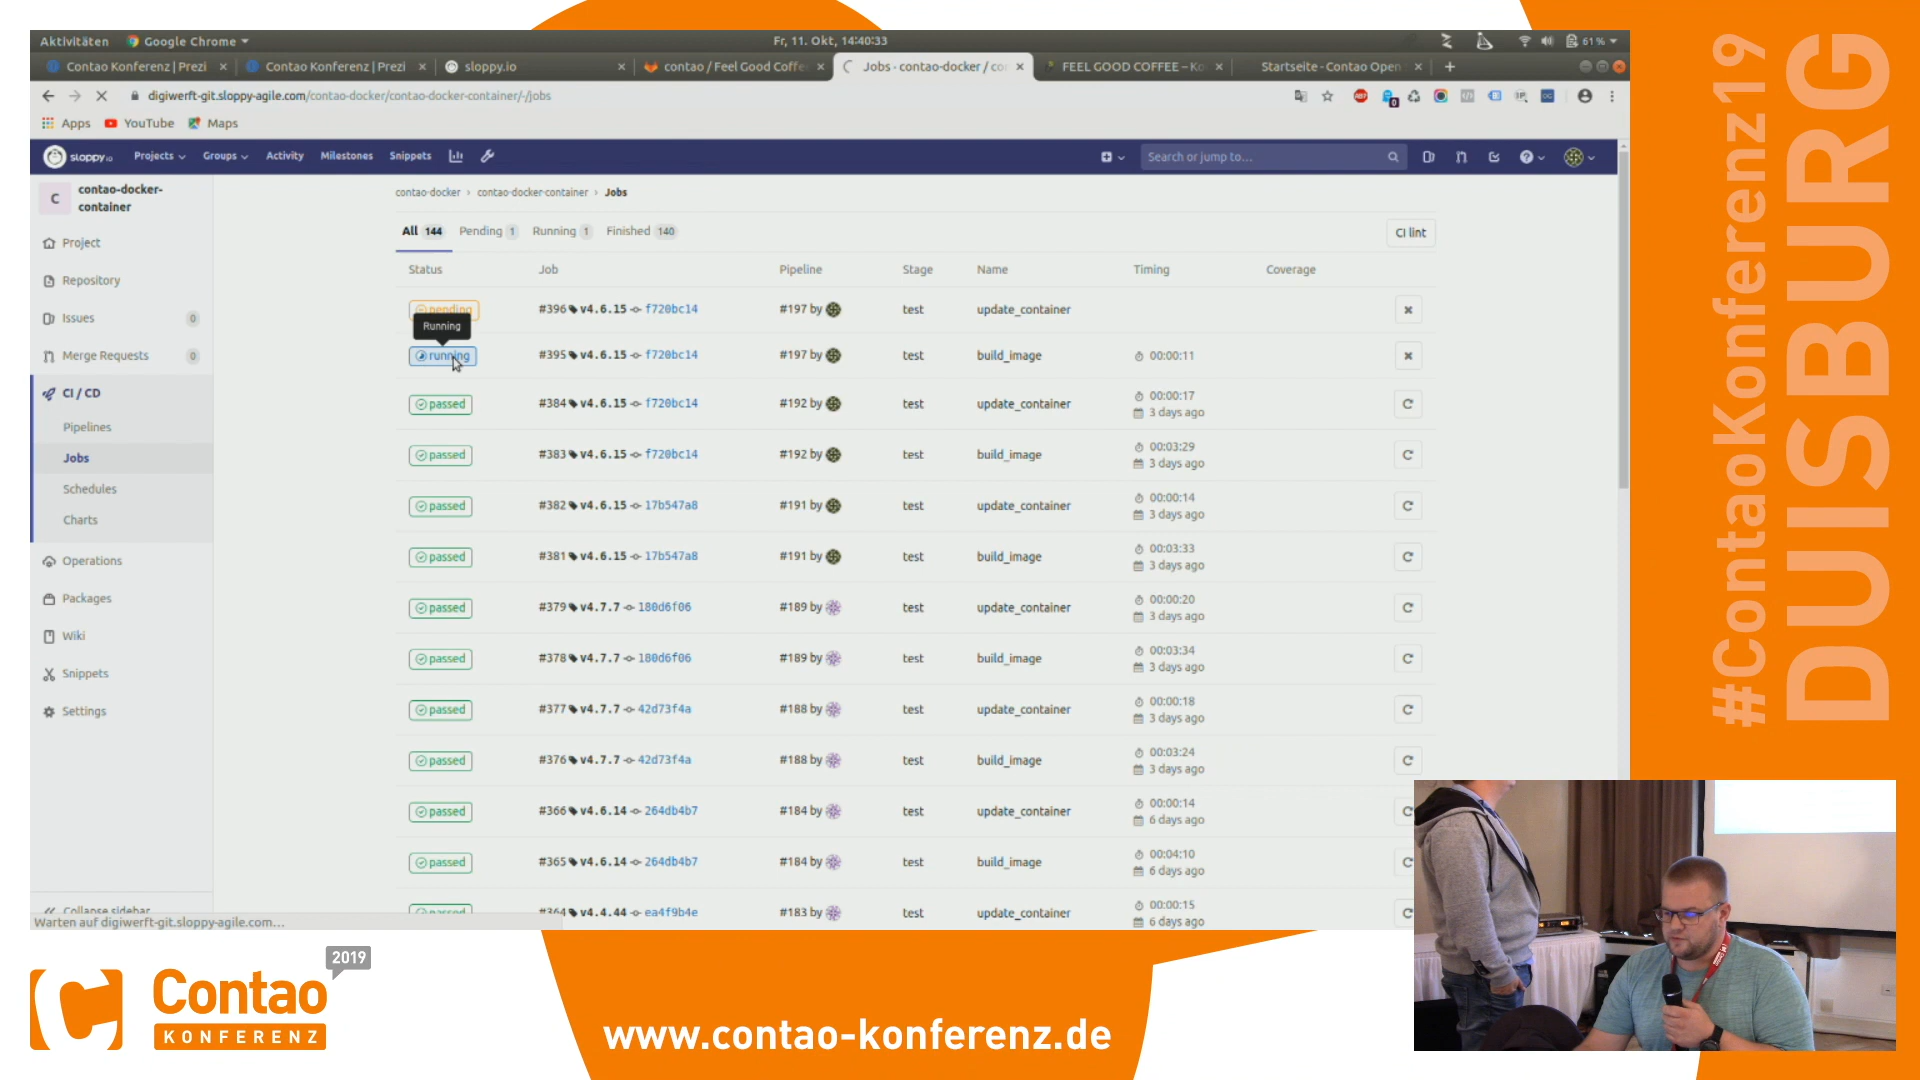 Aktivitäten Google Chrome Fr, 11. Okt, 14:40:33 61 %
Contao Konferenz | Prezi Contao Konferenz | Prezi sloppy.io contao / Feel Good Coffe Jobs · contao-docker / co FEEL GOOD COFFEE – Ko Startseite - Contao Open
digiwerft-git.sloppy-agile.com/contao-docker/contao-docker-container/-/jobs
Apps YouTube Maps
sloppy.io Projects Groups Activity Milestones Snippets Search or jump to...
C contao-docker-container
Project
Repository
Issues 0
Merge Requests 0
CI / CD
Pipelines
Jobs
Schedules
Charts
Operations
Packages
Wiki
Snippets
Settings
Collapse sidebar
Warten auf digiwerft-git.sloppy-agile.com...
contao-docker › contao-docker-container › Jobs
All 144 Pending 1 Running 1 Finished 140 CI lint
Status Job Pipeline Stage Name Timing Coverage
pending #396 v4.6.15 f720bc14 #197 by test update_container
Running
running #395 v4.6.15 f720bc14 #197 by test build_image 00:00:11
passed #384 v4.6.15 f720bc14 #192 by test update_container 00:00:17
3 days ago
passed #383 v4.6.15 f720bc14 #192 by test build_image 00:03:29
3 days ago
passed #382 v4.6.15 17b547a8 #191 by test update_container 00:00:14
3 days ago
passed #381 v4.6.15 17b547a8 #191 by test build_image 00:03:33
3 days ago
passed #379 v4.7.7 180d6f06 #189 by test update_container 00:00:20
3 days ago
passed #378 v4.7.7 180d6f06 #189 by test build_image 00:03:34
3 days ago
passed #377 v4.7.7 42d73f4a #188 by test update_container 00:00:18
3 days ago
passed #376 v4.7.7 42d73f4a #188 by test build_image 00:03:24
3 days ago
passed #366 v4.6.14 264db4b7 #184 by test update_container 00:00:14
6 days ago
passed #365 v4.6.14 264db4b7 #184 by test build_image 00:04:10
6 days ago
passed #364 v4.4.44 ea4f9b4e #183 by test update_container 00:00:15
6 days ago
#ContaoKonferenz19
DUISBURG
2019
Contao
KONFERENZ
www.contao-konferenz.de